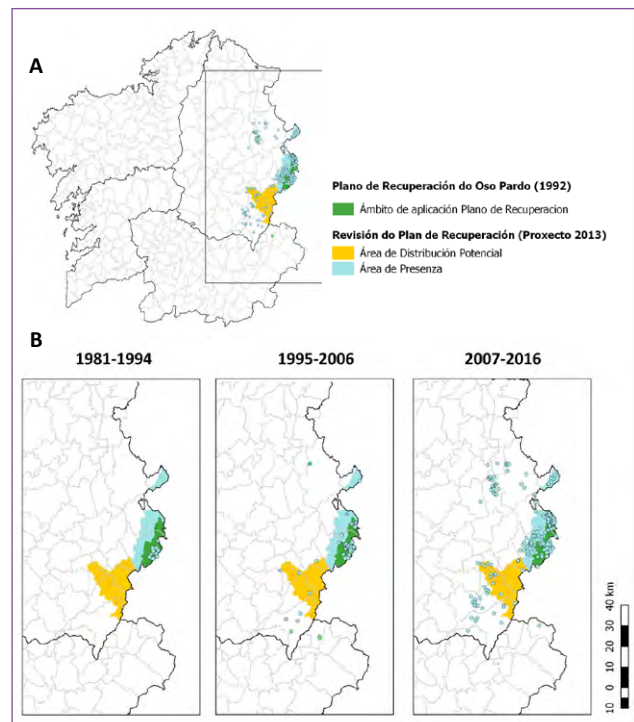 A
Plano de Recuperación do Oso Pardo (1992)
Ámbito de aplicación Plano de Recuperacion
Revisión do Plan de Recuperación (Proxecto 2013)
Área de Distribución Potencial
Área de Presenza
B
1981-1994
1995-2006
2007-2016
40 km
30
20
10
0
10